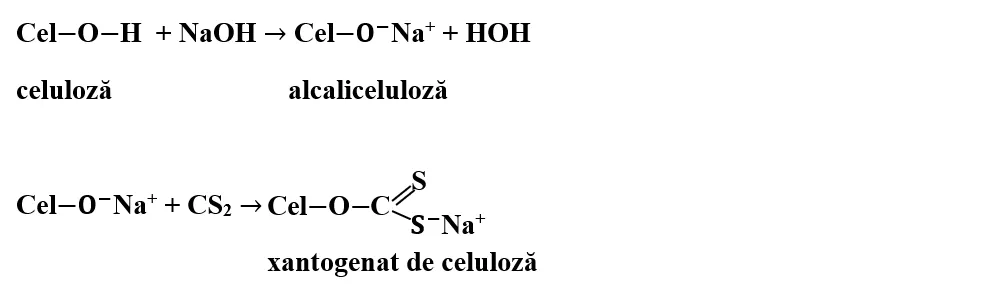 Cel–O–H + NaOH → Cel–O⁻Na⁺ + HOH
celuloză alcaliceluloză
S
Cel–O⁻Na⁺ + CS₂ → Cel–O–C
S⁻Na⁺
xantogenat de celuloză